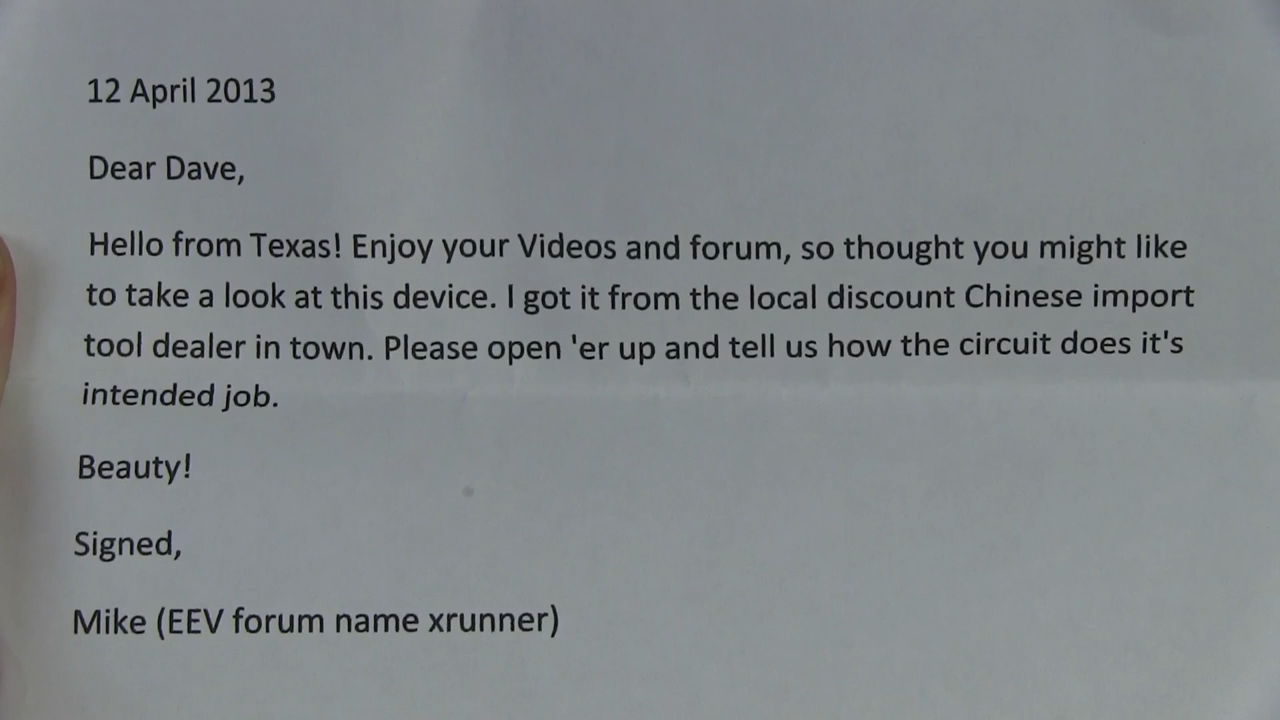 12 April 2013
Dear Dave,
Hello from Texas! Enjoy your Videos and forum, so thought you might like
to take a look at this device. I got it from the local discount Chinese import
tool dealer in town. Please open 'er up and tell us how the circuit does it's
intended job.
Beauty!
Signed,
Mike (EEV forum name xrunner)